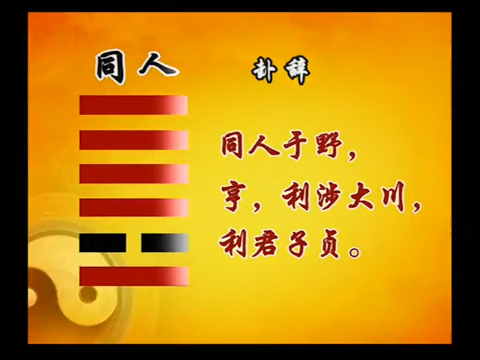 同人 卦辞
同人于野，
亨，利涉大川，
利君子贞。